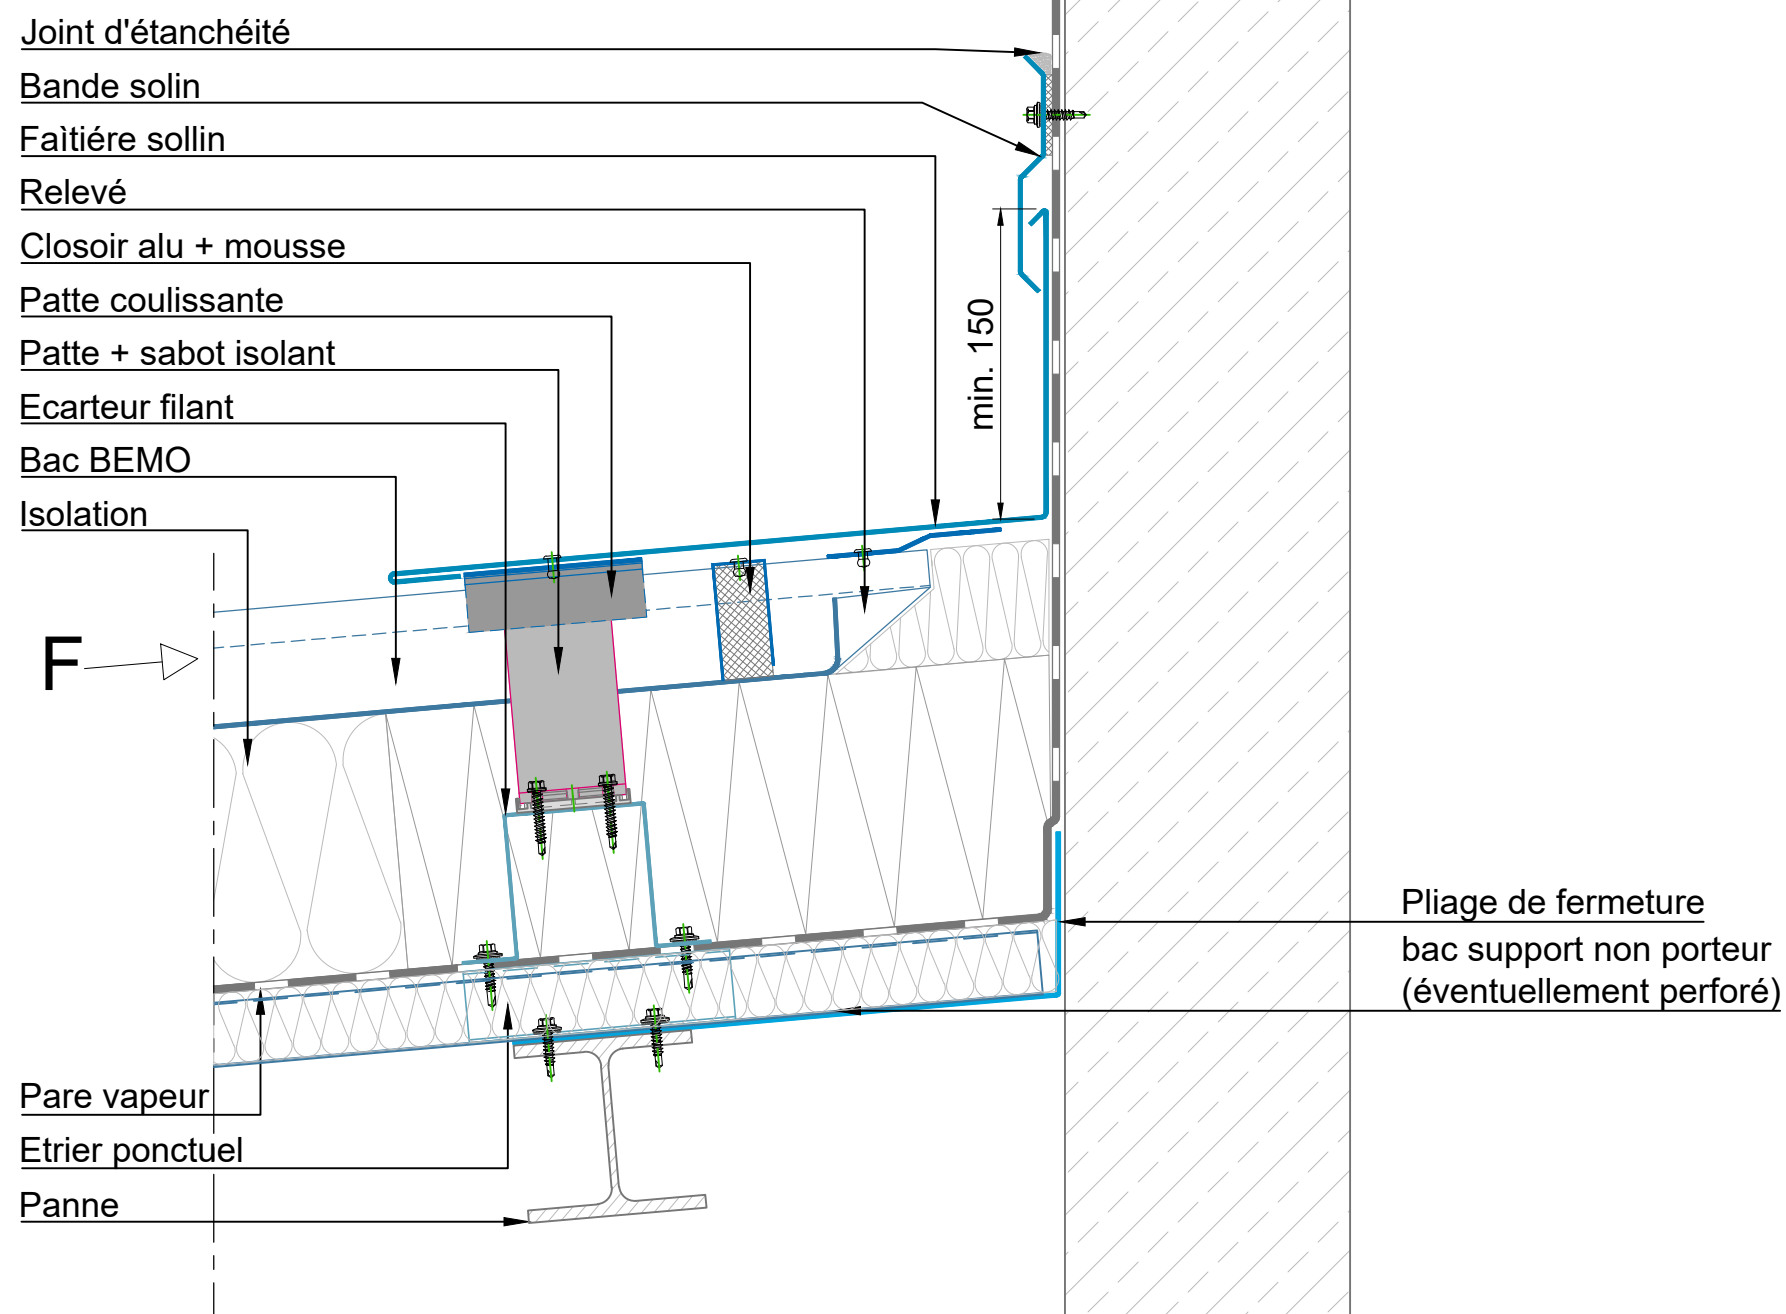 Joint d'étanchéité
Bande solin
Faìtiére sollin
Relevé
Closoir alu + mousse
Patte coulissante
Patte + sabot isolant
Ecarteur filant
Bac BEMO
Isolation
min. 150
F
Pliage de fermeture
bac support non porteur
(éventuellement perforé)
Pare vapeur
Etrier ponctuel
Panne